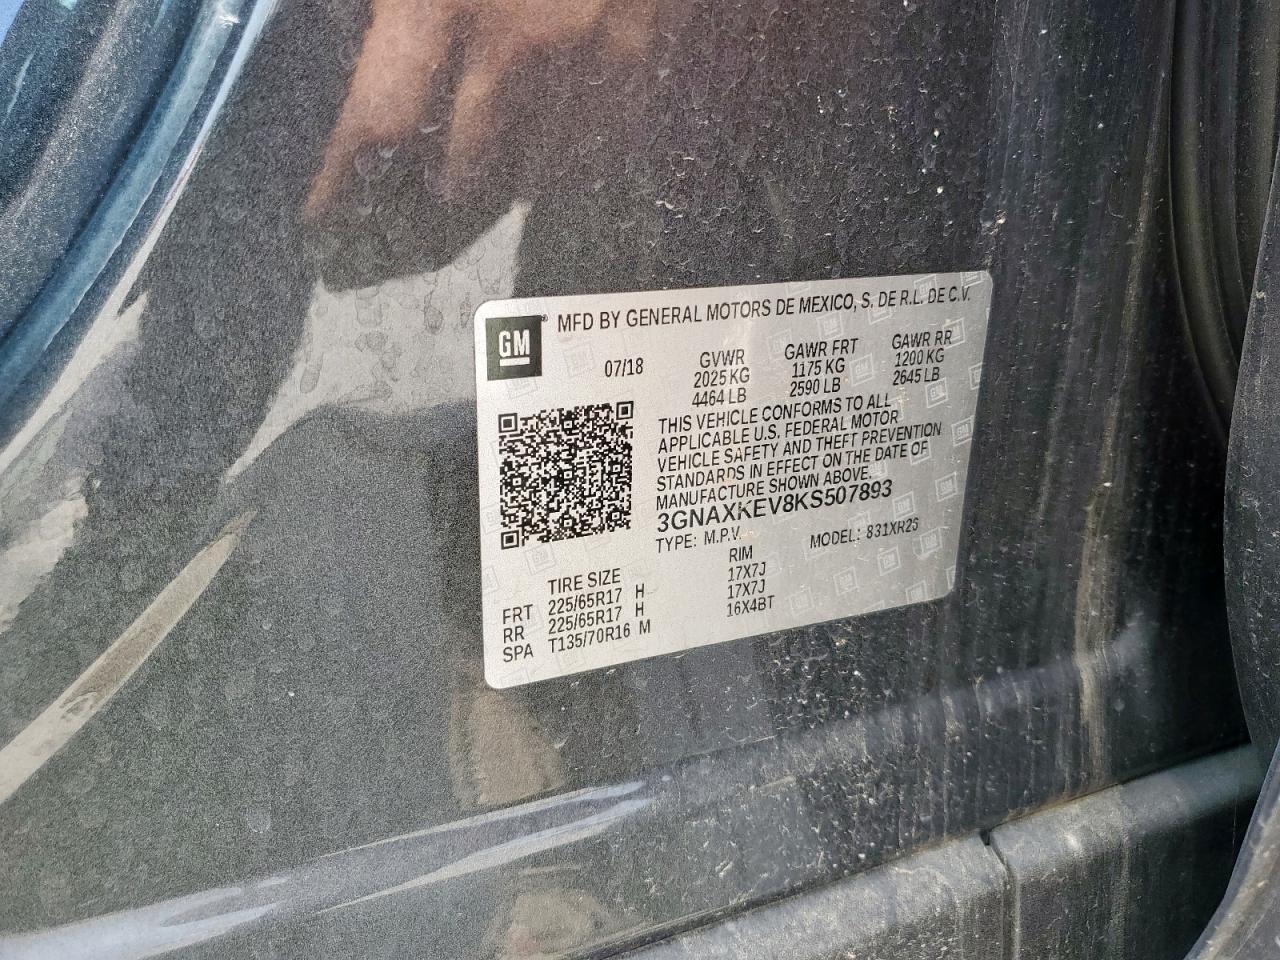 GM
MFD BY GENERAL MOTORS DE MEXICO, S. DE R.L. DE C.V.
07/18
GVWR GAWR FRT GAWR RR
2025 KG 1175 KG 1200 KG
4464 LB 2590 LB 2645 LB
THIS VEHICLE CONFORMS TO ALL
APPLICABLE U.S. FEDERAL MOTOR
VEHICLE SAFETY AND THEFT PREVENTION
STANDARDS IN EFFECT ON THE DATE OF
MANUFACTURE SHOWN ABOVE.
3GNAXKEV8KS507893
TYPE: M.P.V. MODEL: 831XR26
TIRE SIZE RIM
FRT 225/65R17 H 17X7J
RR 225/65R17 H 17X7J
SPA T135/70R16 M 16X4BT